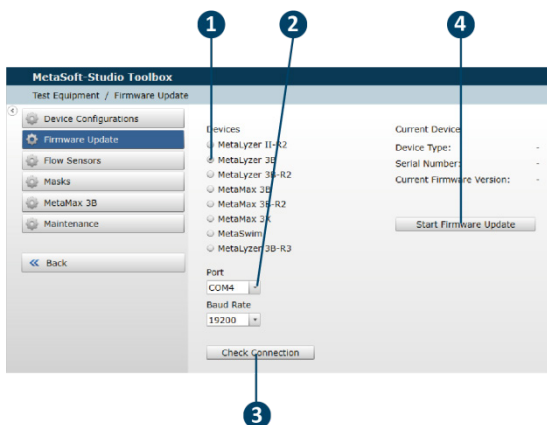 1 2 4
MetaSoft-Studio Toolbox
Test Equipment / Firmware Update
Device Configurations
Firmware Update
Flow Sensors
Masks
MetaMax 3B
Maintenance
Back
Devices
MetaLyzer II-R2
MetaLyzer 3B
MetaLyzer 3B-R2
MetaMax 3B
MetaMax 3B-R2
MetaMax 3X
MetaSwim
MetaLyzer 3B-R3
Port
COM4
Baud Rate
19200
Check Connection
Current Device
Device Type: -
Serial Number: -
Current Firmware Version: -
Start Firmware Update
3